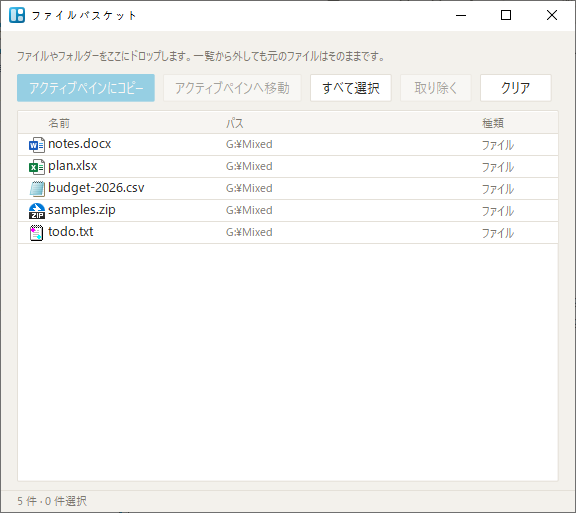 ファイルバスケット
ファイルやフォルダーをここにドロップします。一覧から外しても元のファイルはそのままです。
アクティブペインにコピー アクティブペインへ移動 すべて選択 取り除く クリア
名前 パス 種類
notes.docx G:¥Mixed ファイル
plan.xlsx G:¥Mixed ファイル
budget-2026.csv G:¥Mixed ファイル
samples.zip G:¥Mixed ファイル
todo.txt G:¥Mixed ファイル
5 件 · 0 件選択